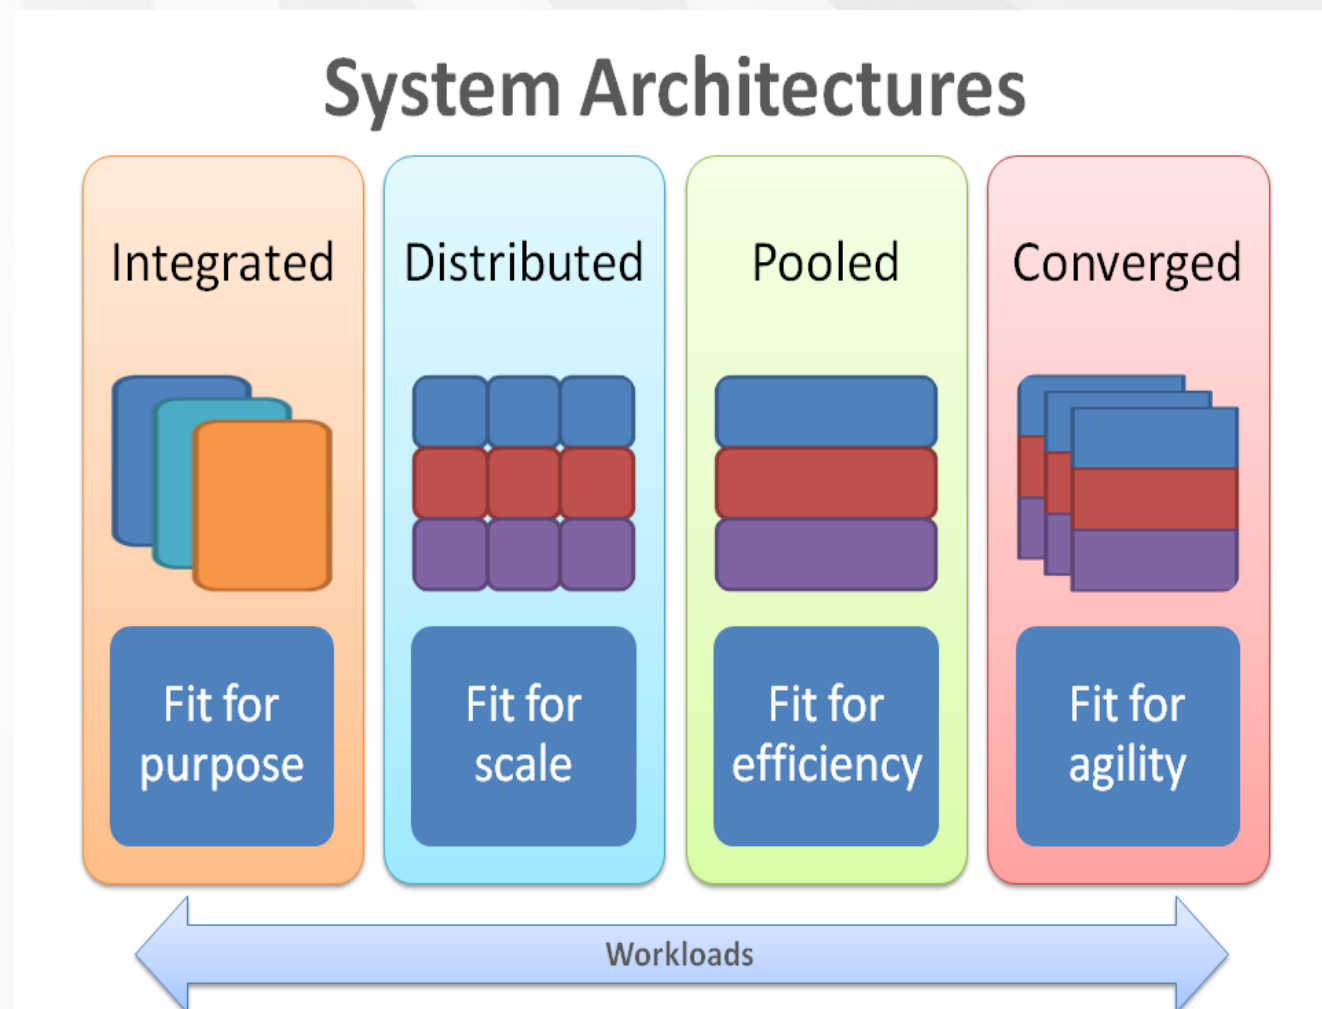 System Architectures
Integrated
Distributed
Pooled
Converged
Fit for
purpose
Fit for
scale
Fit for
efficiency
Fit for
agility
Workloads